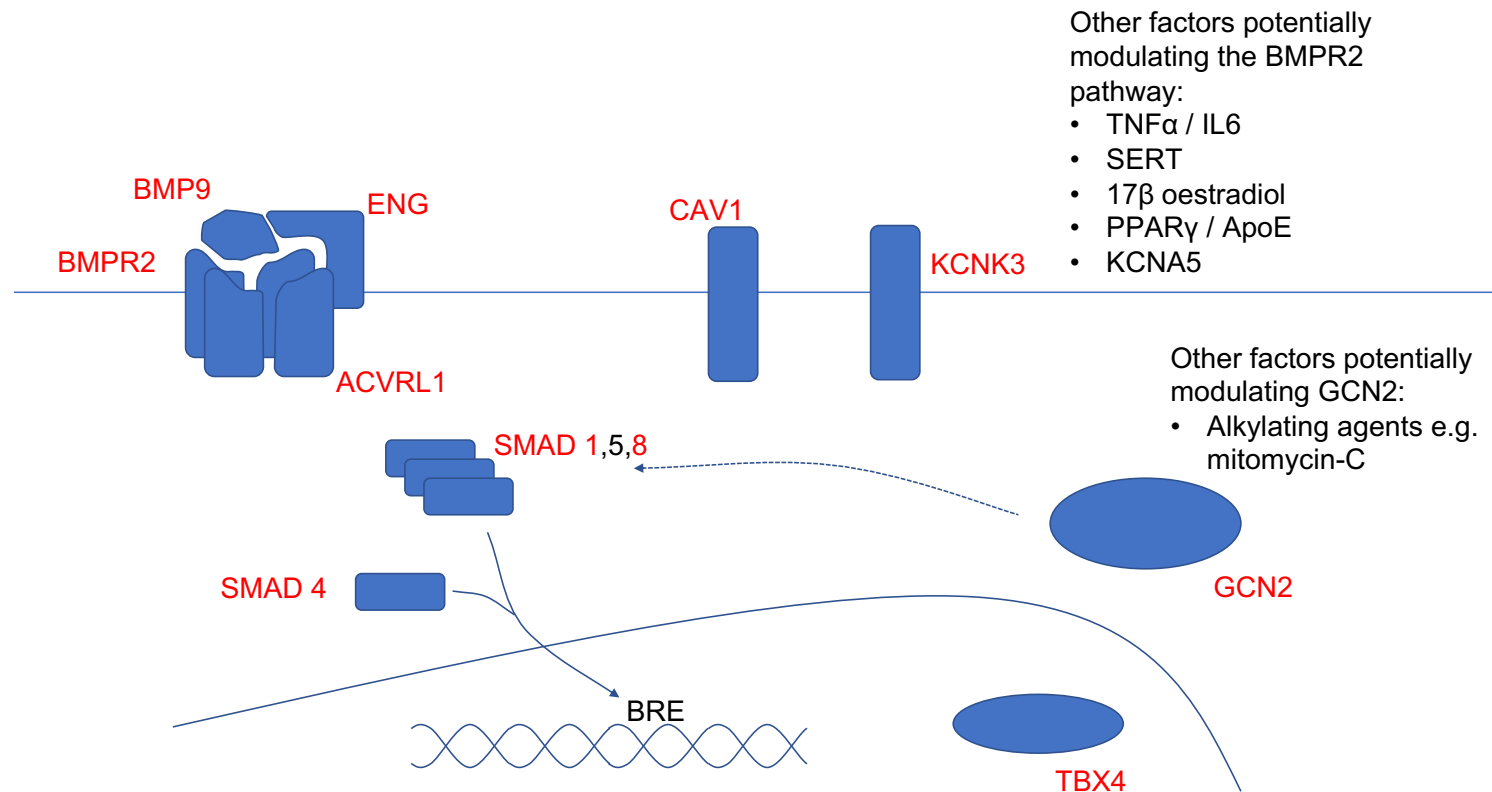 Other factors potentially
modulating the BMPR2
pathway:
• TNFα / IL6
• SERT
• 17β oestradiol
• PPARγ / ApoE
• KCNA5
BMP9
ENG
BMPR2
CAV1
KCNK3
ACVRL1
Other factors potentially
modulating GCN2:
• Alkylating agents e.g.
mitomycin-C
SMAD 1,5,8
SMAD 4
GCN2
BRE
TBX4